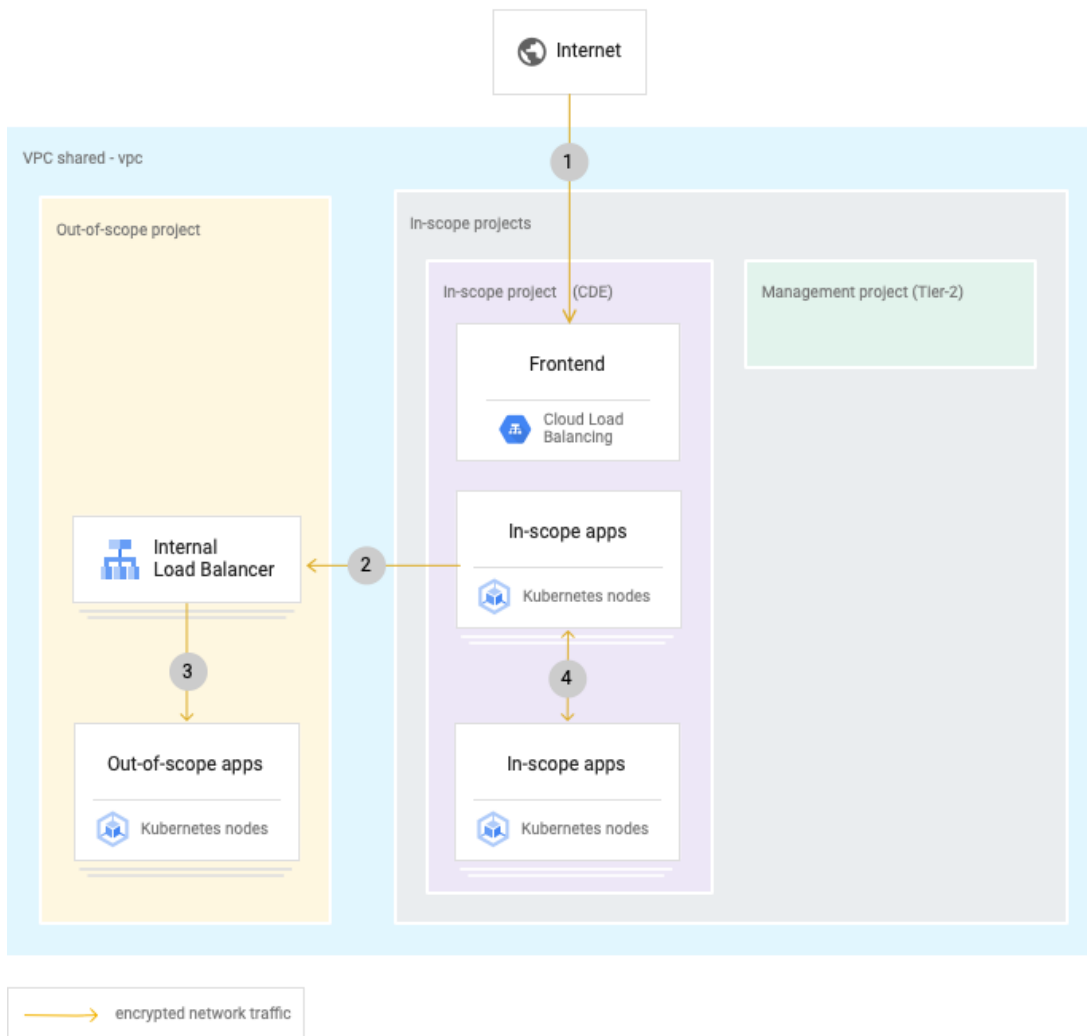 Internet
VPC shared - vpc
1
Out-of-scope project
In-scope projects
In-scope project (CDE)
Management project (Tier-2)
Frontend
Cloud Load
Balancing
In-scope apps
Kubernetes nodes
Internal
Load Balancer
2
3
4
Out-of-scope apps
Kubernetes nodes
In-scope apps
Kubernetes nodes
encrypted network traffic